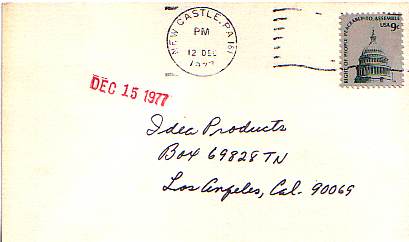 NEW CASTLE, PA 161
PM
12 DEC
1977
RIGHT OF PEOPLE PEACEABLY TO ASSEMBLE
USA 9c
DEC 15 1977
Idea Products
Box 69828 TN
Los Angeles, Cal. 90069